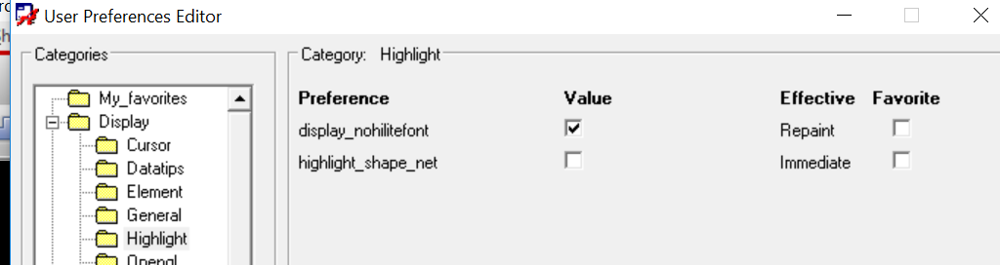 User Preferences Editor
Categories
My_favorites
Display
Cursor
Datatips
Element
General
Highlight
Category: Highlight
Preference Value Effective Favorite
display_nohilitefont Repaint
highlight_shape_net Immediate